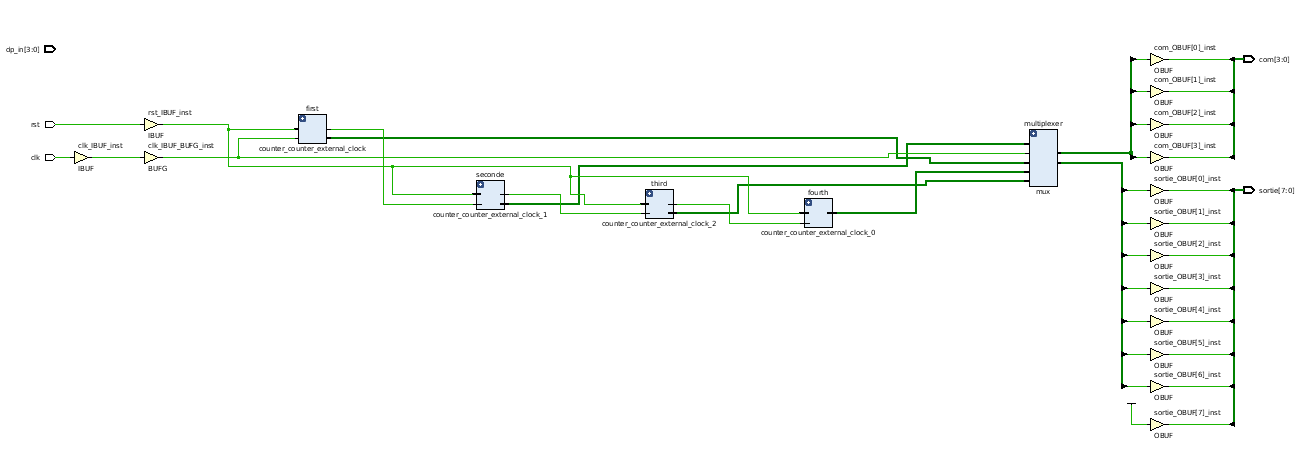 dp_in[3:0]
rst
rst_IBUF_inst
IBUF
clk
clk_IBUF_inst
IBUF
clk_IBUF_BUFG_inst
BUFG
first
counter_counter_external_clock
seconde
counter_counter_external_clock_1
third
counter_counter_external_clock_2
fourth
counter_counter_external_clock_0
multiplexer
mux
com_OBUF[0]_inst
OBUF
com_OBUF[1]_inst
OBUF
com_OBUF[2]_inst
OBUF
com_OBUF[3]_inst
OBUF
com[3:0]
sortie_OBUF[0]_inst
OBUF
sortie_OBUF[1]_inst
OBUF
sortie_OBUF[2]_inst
OBUF
sortie_OBUF[3]_inst
OBUF
sortie_OBUF[4]_inst
OBUF
sortie_OBUF[5]_inst
OBUF
sortie_OBUF[6]_inst
OBUF
sortie_OBUF[7]_inst
OBUF
sortie[7:0]